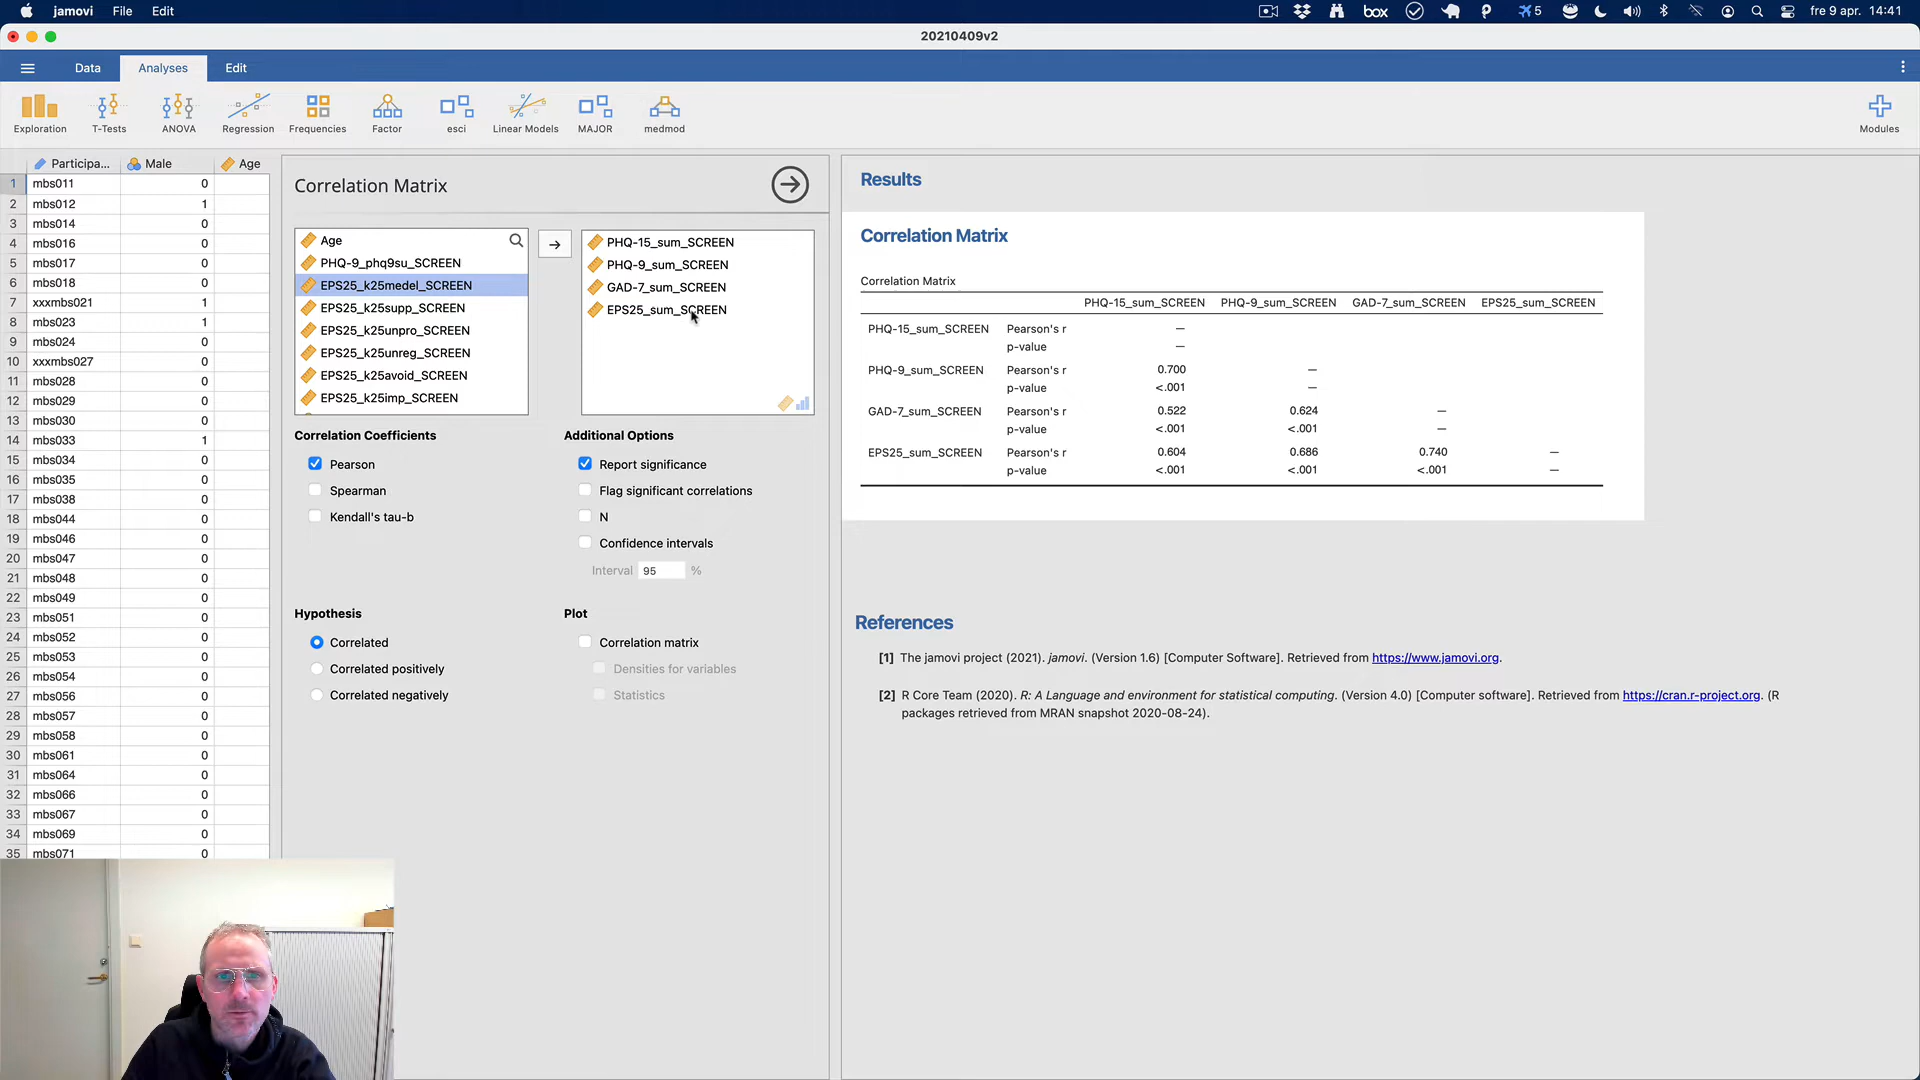 jamovi File Edit
box
5
fre 9 apr. 14:41
20210409v2
Data Analyses Edit
Exploration T-Tests ANOVA Regression Frequencies Factor esci Linear Models MAJOR medmod Modules
Participa... Male Age
1 mbs011 0
2 mbs012 1
3 mbs014 0
4 mbs016 0
5 mbs017 0
6 mbs018 0
7 xxxmbs021 1
8 mbs023 1
9 mbs024 0
10 xxxmbs027 0
11 mbs028 0
12 mbs029 0
13 mbs030 0
14 mbs033 1
15 mbs034 0
16 mbs035 0
17 mbs038 0
18 mbs044 0
19 mbs046 0
20 mbs047 0
21 mbs048 0
22 mbs049 0
23 mbs051 0
24 mbs052 0
25 mbs053 0
26 mbs054 0
27 mbs056 0
28 mbs057 0
29 mbs058 0
30 mbs061 0
31 mbs064 0
32 mbs066 0
33 mbs067 0
34 mbs069 0
35 mbs071 0
Correlation Matrix
Age
PHQ-9_phq9su_SCREEN
EPS25_k25medel_SCREEN
EPS25_k25supp_SCREEN
EPS25_k25unpro_SCREEN
EPS25_k25unreg_SCREEN
EPS25_k25avoid_SCREEN
EPS25_k25imp_SCREEN
PHQ-15_sum_SCREEN
PHQ-9_sum_SCREEN
GAD-7_sum_SCREEN
EPS25_sum_SCREEN
Correlation Coefficients
Pearson
Spearman
Kendall's tau-b
Additional Options
Report significance
Flag significant correlations
N
Confidence intervals
Interval 95 %
Hypothesis
Correlated
Correlated positively
Correlated negatively
Plot
Correlation matrix
Densities for variables
Statistics
Results
Correlation Matrix
Correlation Matrix
PHQ-15_sum_SCREEN PHQ-9_sum_SCREEN GAD-7_sum_SCREEN EPS25_sum_SCREEN
PHQ-15_sum_SCREEN Pearson's r —
p-value —
PHQ-9_sum_SCREEN Pearson's r 0.700 —
p-value <.001 —
GAD-7_sum_SCREEN Pearson's r 0.522 0.624 —
p-value <.001 <.001 —
EPS25_sum_SCREEN Pearson's r 0.604 0.686 0.740 —
p-value <.001 <.001 <.001 —
References
[1] The jamovi project (2021). jamovi. (Version 1.6) [Computer Software]. Retrieved from https://www.jamovi.org.
[2] R Core Team (2020). R: A Language and environment for statistical computing. (Version 4.0) [Computer software]. Retrieved from https://cran.r-project.org. (R
packages retrieved from MRAN snapshot 2020-08-24).